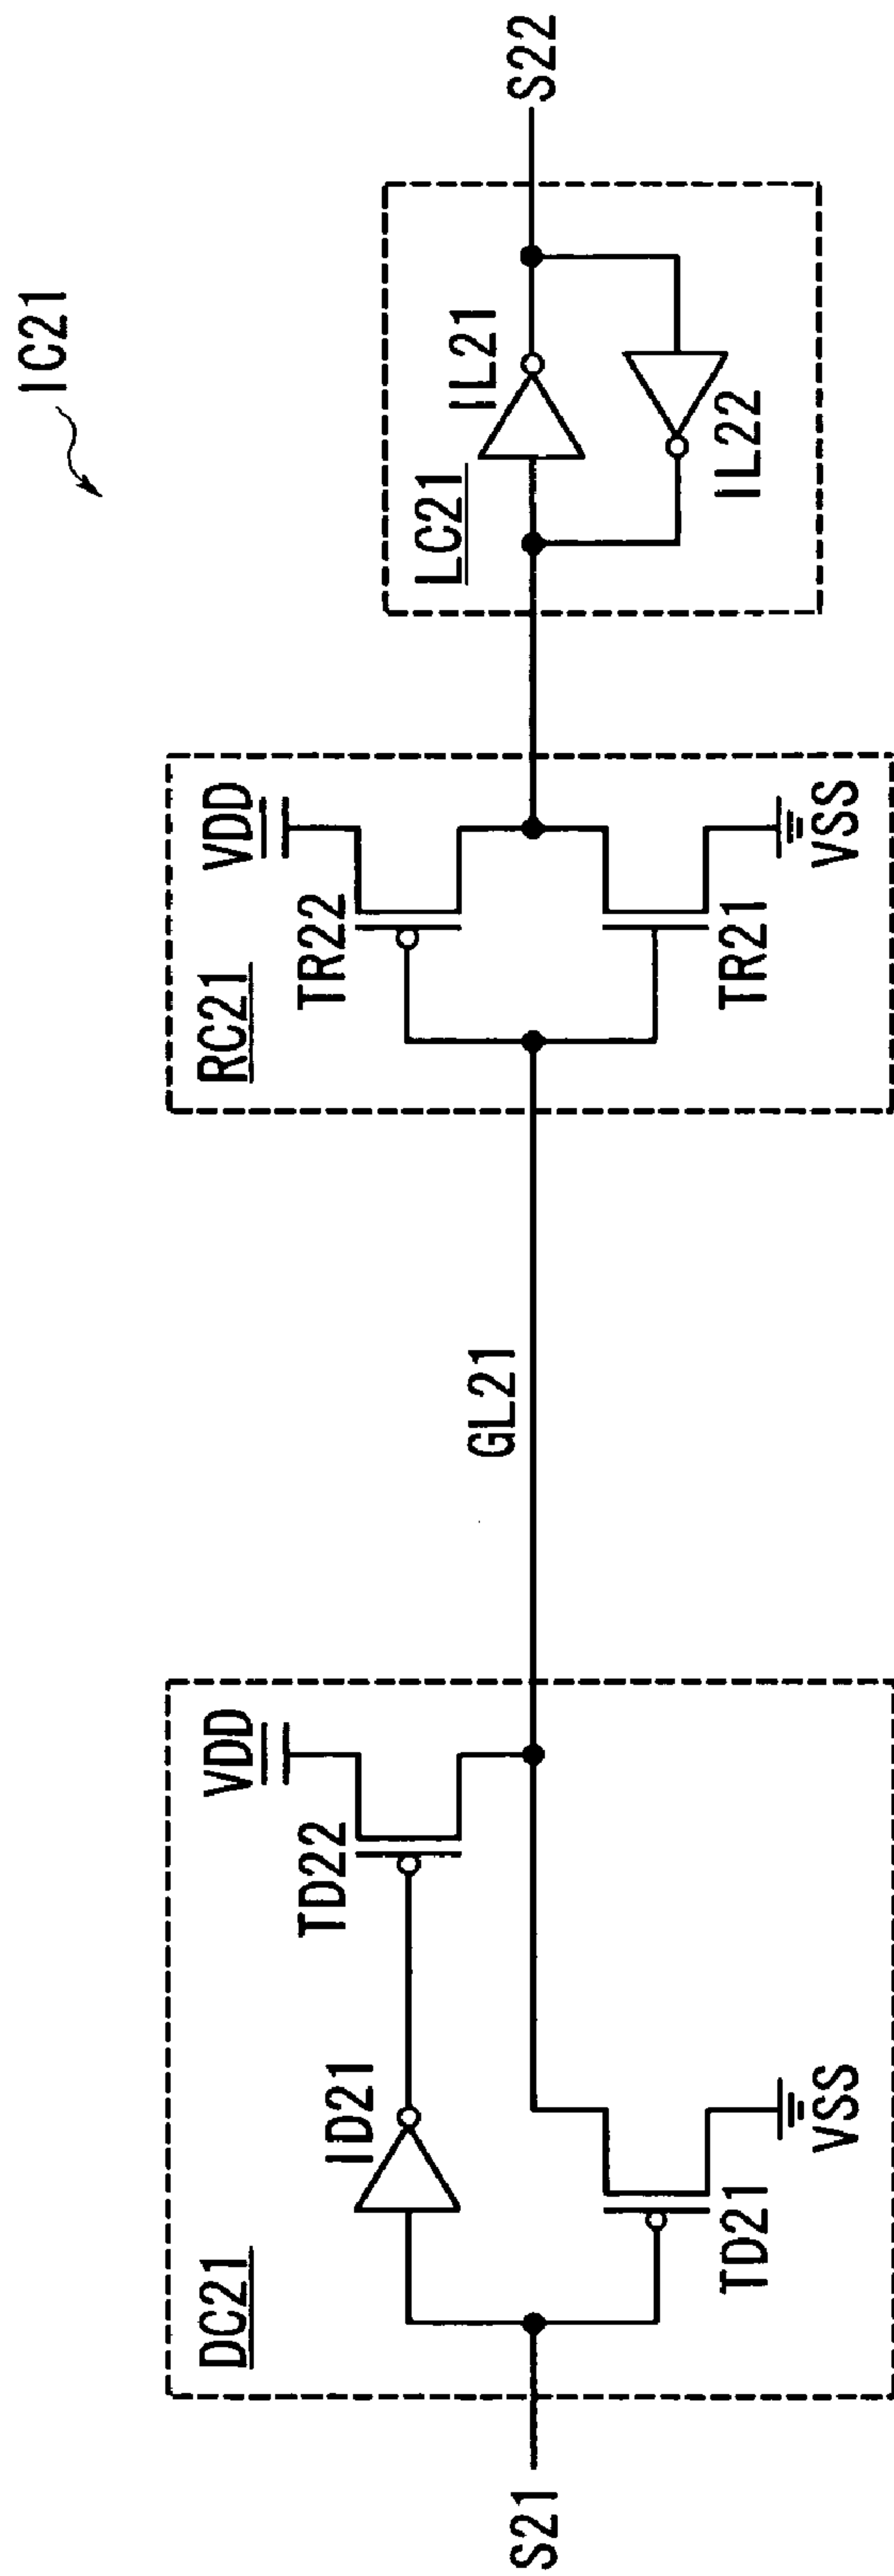 IC21
DC21
ID21
TD22
VDD
TD21
VSS
S21
GL21
RC21
TR22
VDD
TR21
VSS
LC21
IL21
IL22
S22